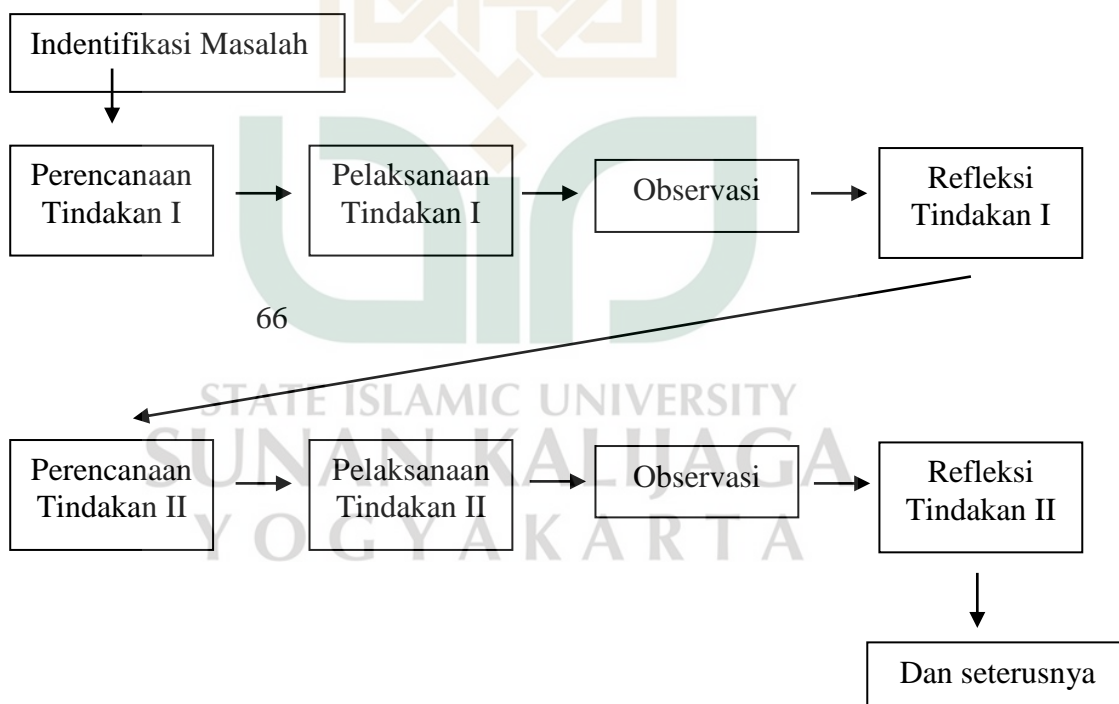 Indentifikasi Masalah
Perencanaan
Tindakan I
Pelaksanaan
Tindakan I
Observasi
Refleksi
Tindakan I
66
STATE ISLAMIC UNIVERSITY
SUNAN KALIJAGA
YOGYAKARTA
Perencanaan
Tindakan II
Pelaksanaan
Tindakan II
Observasi
Refleksi
Tindakan II
Dan seterusnya